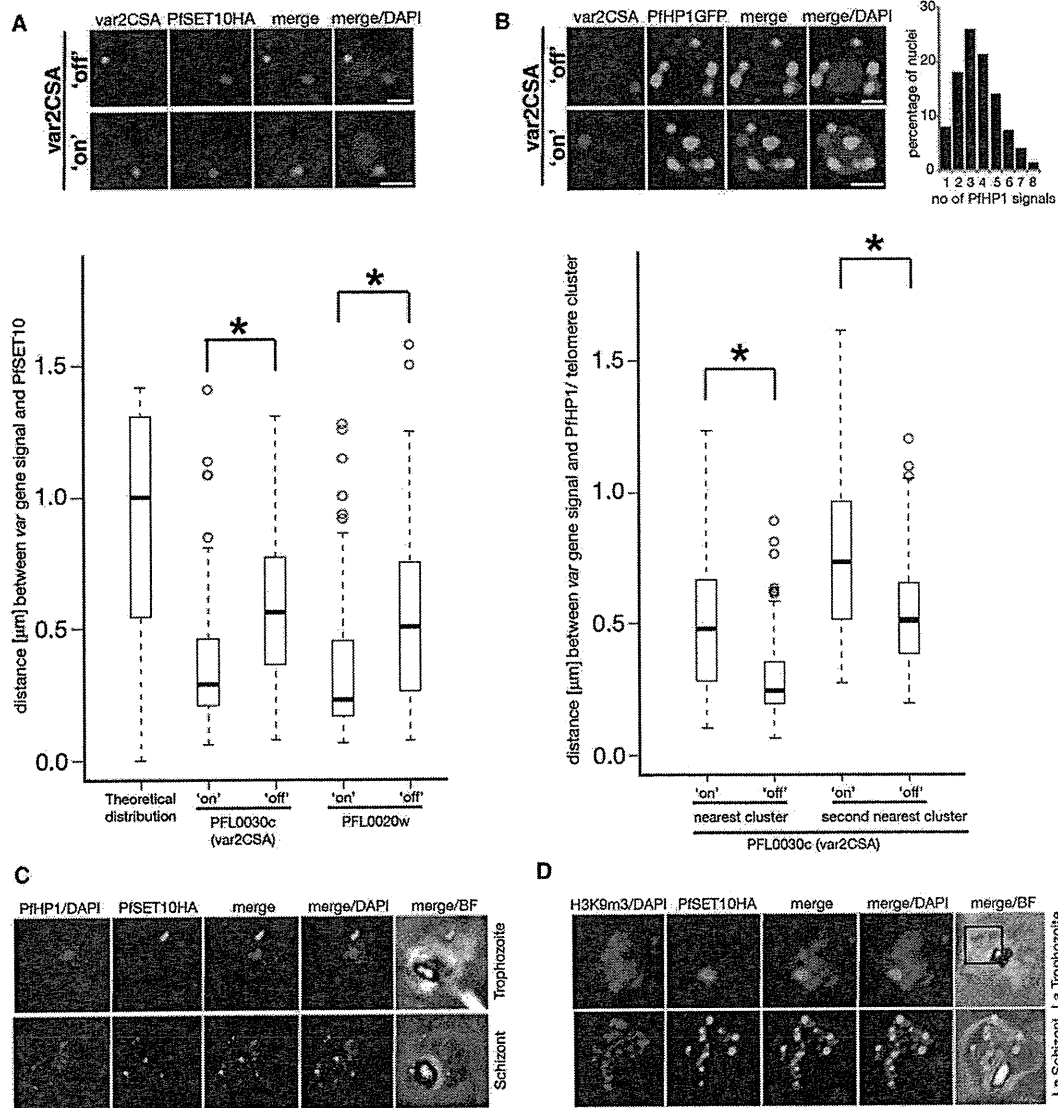 A
var2CSA PfSET10HA merge merge/DAPI
var2CSA
'off'
'on'
B
var2CSA PfHP1GFP merge merge/DAPI
var2CSA
'off'
'on'
percentage of nuclei
30
20
10
0
1 2 3 4 5 6 7 8
no of PfHP1 signals
distance [µm] between var gene signal and PfSET10
1.5
1.0
0.5
0.0
*
*
Theoretical
distribution
'on' 'off'
PFL0030c
(var2CSA)
'on' 'off'
PFL0020w
distance [µm] between var gene signal and PfHP1/ telomere cluster
1.5
1.0
0.5
0.0
*
*
'on' 'off' 'on' 'off'
nearest cluster second nearest cluster
PFL0030c (var2CSA)
C
PfHP1/DAPI PfSET10HA merge merge/DAPI merge/BF
Trophozoite
Schizont
D
H3K9m3/DAPI PfSET10HA merge merge/DAPI merge/BF
Trophozoite
Schizont